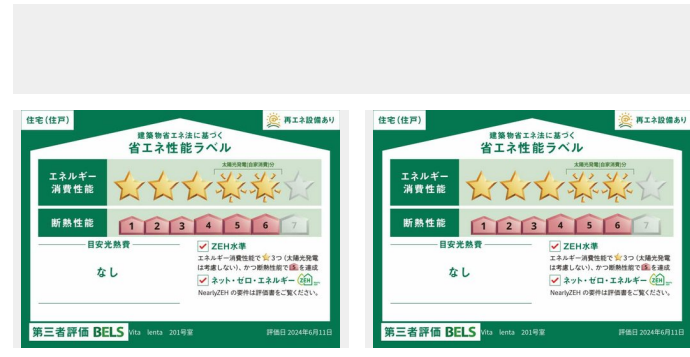 住宅(住戸)
再エネ設備あり
建築物省エネ法に基づく
省エネ性能ラベル
太陽光発電(自家消費)分
エネルギー
消費性能
断熱性能
1 2 3 4 5 6 7
目安光熱費
なし
ZEH水準
エネルギー消費性能で★3つ (太陽光発電
は考慮しない)、かつ断熱性能で5を達成
ネット・ゼロ・エネルギー ZEH
NearlyZEH の要件は評価書をご覧ください。
第三者評価 BELS Vita lenta 201号室 評価日 2024年6月11日
住宅(住戸)
再エネ設備あり
建築物省エネ法に基づく
省エネ性能ラベル
太陽光発電(自家消費)分
エネルギー
消費性能
断熱性能
1 2 3 4 5 6 7
目安光熱費
なし
ZEH水準
エネルギー消費性能で★3つ (太陽光発電
は考慮しない)、かつ断熱性能で5を達成
ネット・ゼロ・エネルギー ZEH
NearlyZEH の要件は評価書をご覧ください。
第三者評価 BELS Vita lenta 201号室 評価日 2024年6月11日